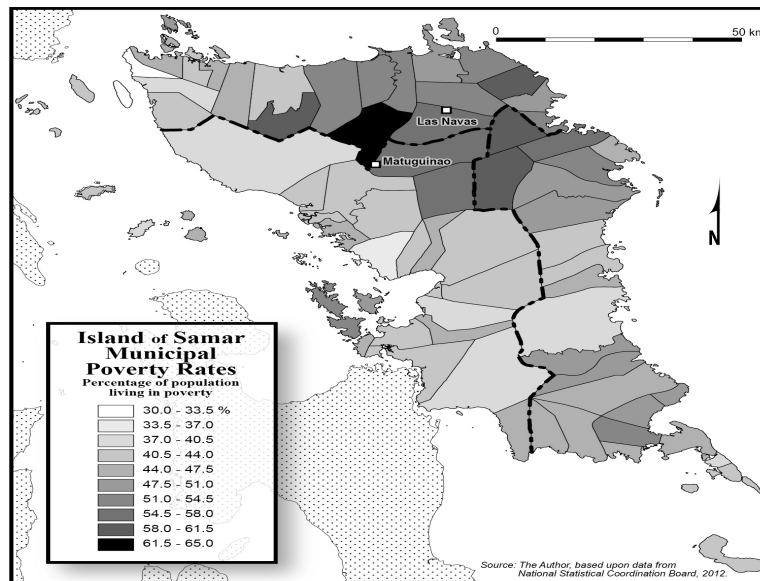 0
50 km
Las Navas
Matuguinao
N
Island of Samar
Municipal
Poverty Rates
Percentage of population
living in poverty
30.0 - 33.5 %
33.5 - 37.0
37.0 - 40.5
40.5 - 44.0
44.0 - 47.5
47.5 - 51.0
51.0 - 54.5
54.5 - 58.0
58.0 - 61.5
61.5 - 65.0
Source: The Author, based upon data from
National Statistical Coordination Board, 2012.